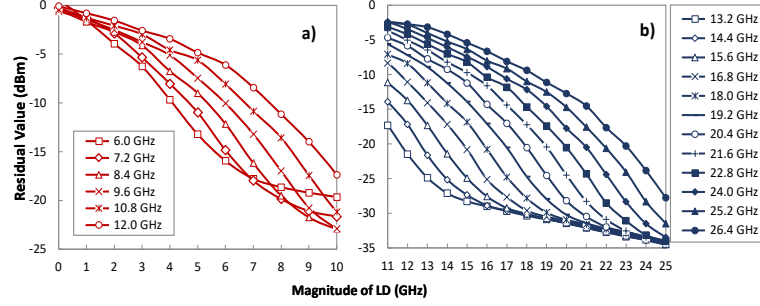 a)
Residual Value (dBm)
0
-5
-10
-15
-20
-25
0 1 2 3 4 5 6 7 8 9 10
6.0 GHz
7.2 GHz
8.4 GHz
9.6 GHz
10.8 GHz
12.0 GHz
b)
0
-5
-10
-15
-20
-25
-30
-35
11 12 13 14 15 16 17 18 19 20 21 22 23 24 25
13.2 GHz
14.4 GHz
15.6 GHz
16.8 GHz
18.0 GHz
19.2 GHz
20.4 GHz
21.6 GHz
22.8 GHz
24.0 GHz
25.2 GHz
26.4 GHz
Magnitude of LD (GHz)